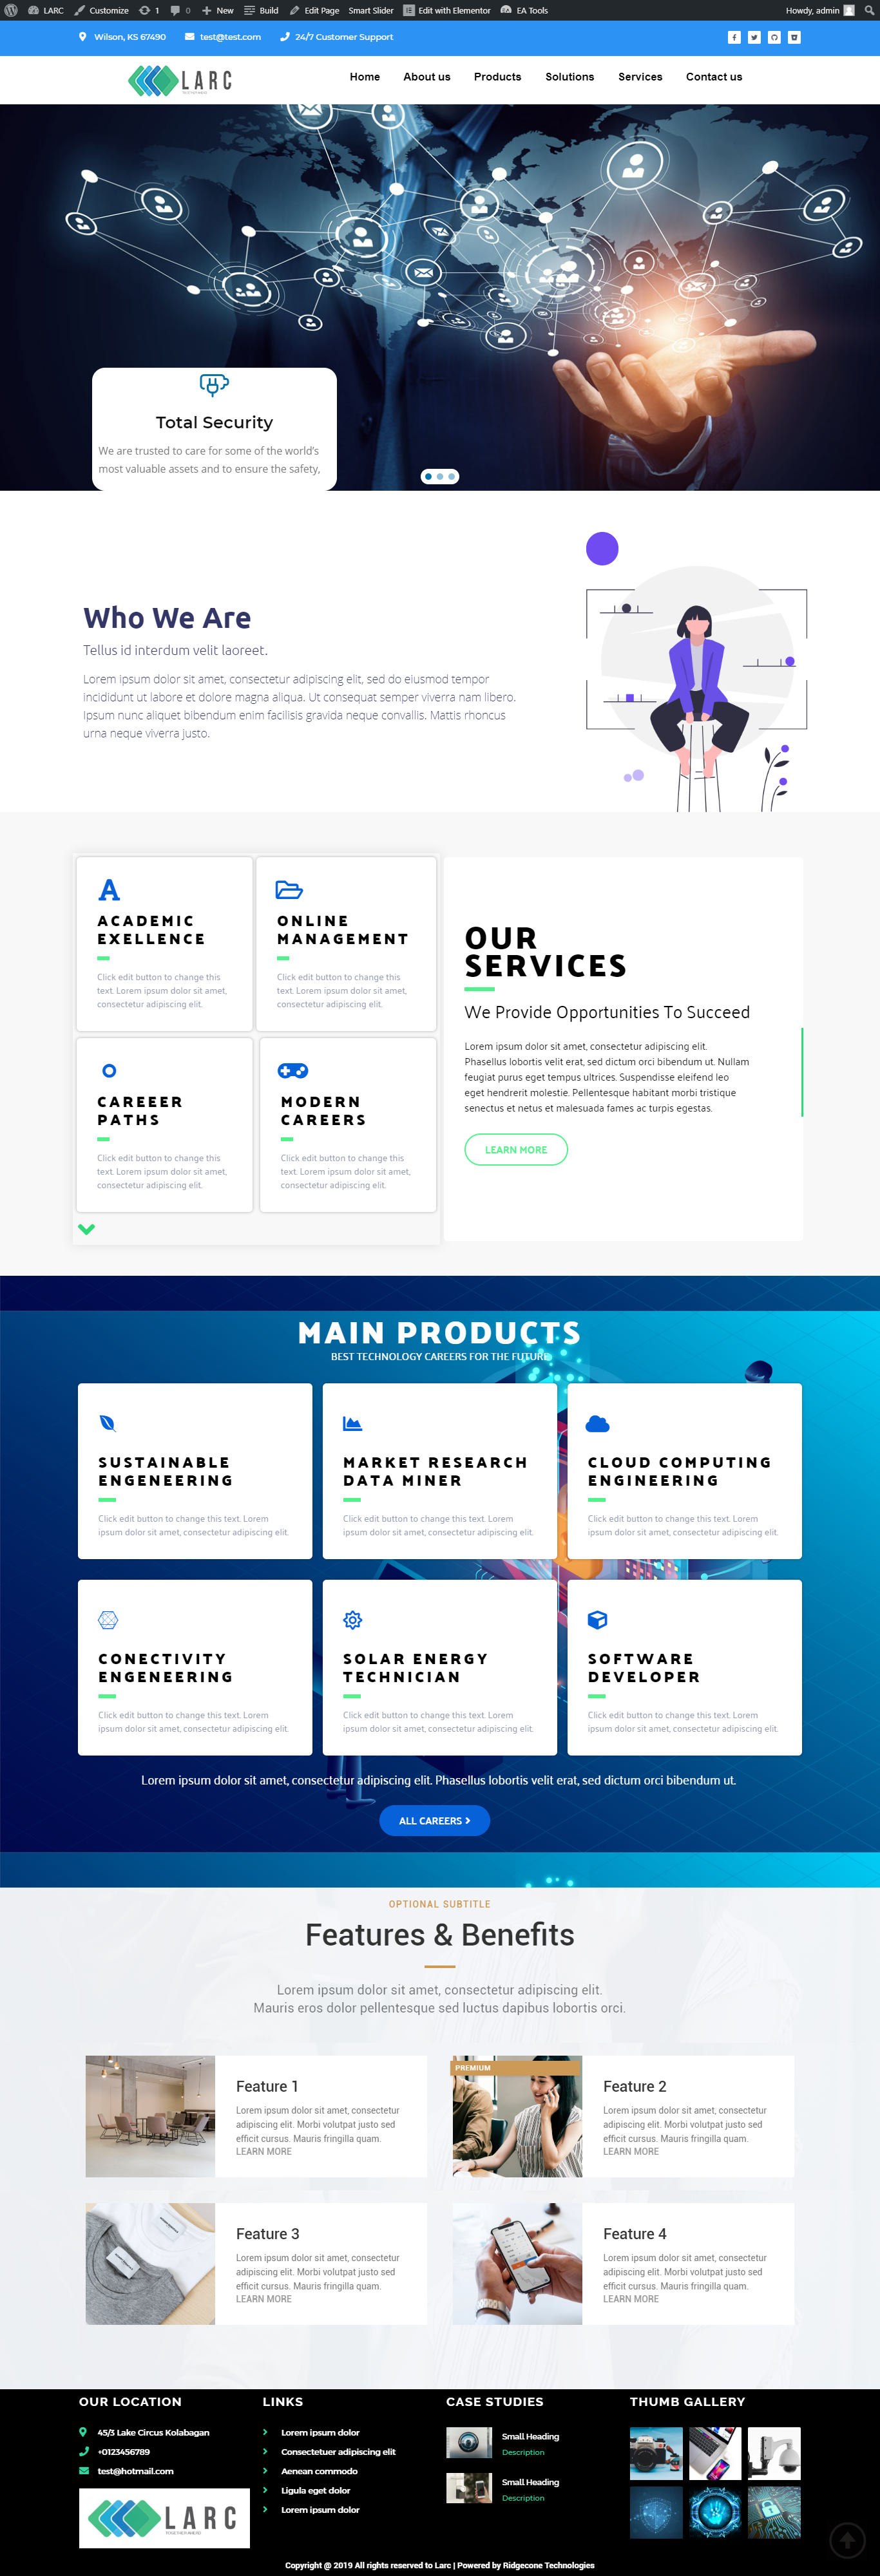 LARC
Customize
1
0
New
Build
Edit Page
Smart Slider
Edit with Elementor
EA Tools
Howdy, admin
Wilson, KS 67490
test@test.com
24/7 Customer Support
LARC
Home
About us
Products
Solutions
Services
Contact us
Total Security
We are trusted to care for some of the world's
most valuable assets and to ensure the safety,
Who We Are
Tellus id interdum velit laoreet.
Lorem ipsum dolor sit amet, consectetur adipiscing elit, sed do eiusmod tempor
incididunt ut labore et dolore magna aliqua. Ut consequat semper viverra nam libero.
Ipsum nunc aliquet bibendum enim facilisis gravida neque convallis. Mattis rhoncus
urna neque viverra justo.
ACADEMIC
EXELLENCE
Click edit button to change this
text. Lorem ipsum dolor sit amet,
consectetur adipiscing elit.
ONLINE
MANAGEMENT
Click edit button to change this
text. Lorem ipsum dolor sit amet,
consectetur adipiscing elit.
CAREEER
PATHS
Click edit button to change this
text. Lorem ipsum dolor sit amet,
consectetur adipiscing elit.
MODERN
CAREERS
Click edit button to change this
text. Lorem ipsum dolor sit amet,
consectetur adipiscing elit.
OUR
SERVICES
We Provide Opportunities To Succeed
Lorem ipsum dolor sit amet, consectetur adipiscing elit.
Phasellus lobortis velit erat, sed dictum orci bibendum ut. Nullam
feugiat purus eget tempus ultrices. Suspendisse eleifend leo
eget hendrerit molestie. Pellentesque habitant morbi tristique
senectus et netus et malesuada fames ac turpis egestas.
LEARN MORE
MAIN PRODUCTS
BEST TECHNOLOGY CAREERS FOR THE FUTURE
SUSTAINABLE
ENGENEERING
Click edit button to change this text. Lorem
ipsum dolor sit amet, consectetur adipiscing elit.
MARKET RESEARCH
DATA MINER
Click edit button to change this text. Lorem
ipsum dolor sit amet, consectetur adipiscing elit.
CLOUD COMPUTING
ENGINEERING
Click edit button to change this text. Lorem
ipsum dolor sit amet, consectetur adipiscing elit.
CONECTIVITY
ENGENEERING
Click edit button to change this text. Lorem
ipsum dolor sit amet, consectetur adipiscing elit.
SOLAR ENERGY
TECHNICIAN
Click edit button to change this text. Lorem
ipsum dolor sit amet, consectetur adipiscing elit.
SOFTWARE
DEVELOPER
Click edit button to change this text. Lorem
ipsum dolor sit amet, consectetur adipiscing elit.
Lorem ipsum dolor sit amet, consectetur adipiscing elit. Phasellus lobortis velit erat, sed dictum orci bibendum ut.
ALL CAREERS
OPTIONAL SUBTITLE
Features & Benefits
Lorem ipsum dolor sit amet, consectetur adipiscing elit.
Mauris eros dolor pellentesque sed luctus dapibus lobortis orci.
Feature 1
Lorem ipsum dolor sit amet, consectetur
adipiscing elit. Morbi volutpat justo sed
efficit cursus. Mauris fringilla quam.
LEARN MORE
PREMIUM
Feature 2
Lorem ipsum dolor sit amet, consectetur
adipiscing elit. Morbi volutpat justo sed
efficit cursus. Mauris fringilla quam.
LEARN MORE
Feature 3
Lorem ipsum dolor sit amet, consectetur
adipiscing elit. Morbi volutpat justo sed
efficit cursus. Mauris fringilla quam.
LEARN MORE
Feature 4
Lorem ipsum dolor sit amet, consectetur
adipiscing elit. Morbi volutpat justo sed
efficit cursus. Mauris fringilla quam.
LEARN MORE
OUR LOCATION
45/3 Lake Circus Kolabagan
+0123456789
test@hotmail.com
LARC
LINKS
Lorem ipsum dolor
Consectetuer adipiscing elit
Aenean commodo
Ligula eget dolor
Lorem ipsum dolor
CASE STUDIES
Small Heading
Description
Small Heading
Description
THUMB GALLERY
Copyright @ 2019 All rights reserved to Larc | Powered by Ridgecone Technologies